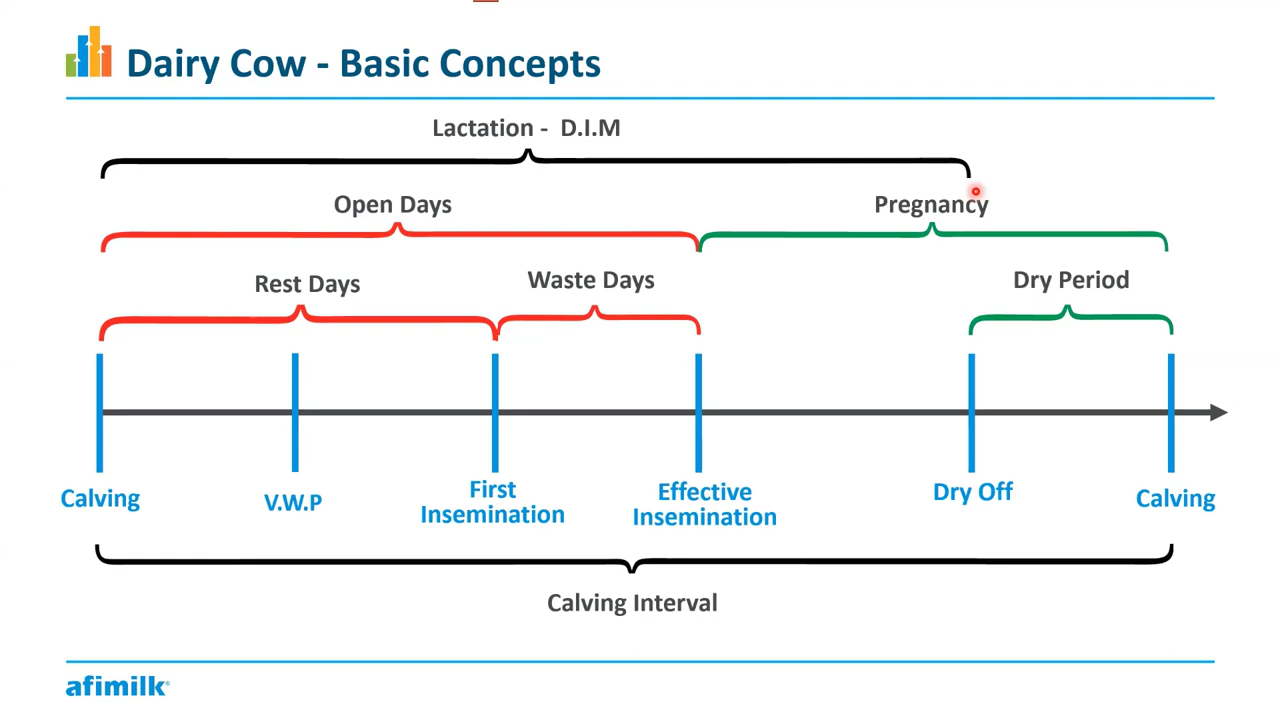 Dairy Cow - Basic Concepts
Lactation - D.I.M
Open Days
Pregnancy
Rest Days
Waste Days
Dry Period
Calving
V.W.P
First
Insemination
Effective
Insemination
Dry Off
Calving
Calving Interval
afimilk